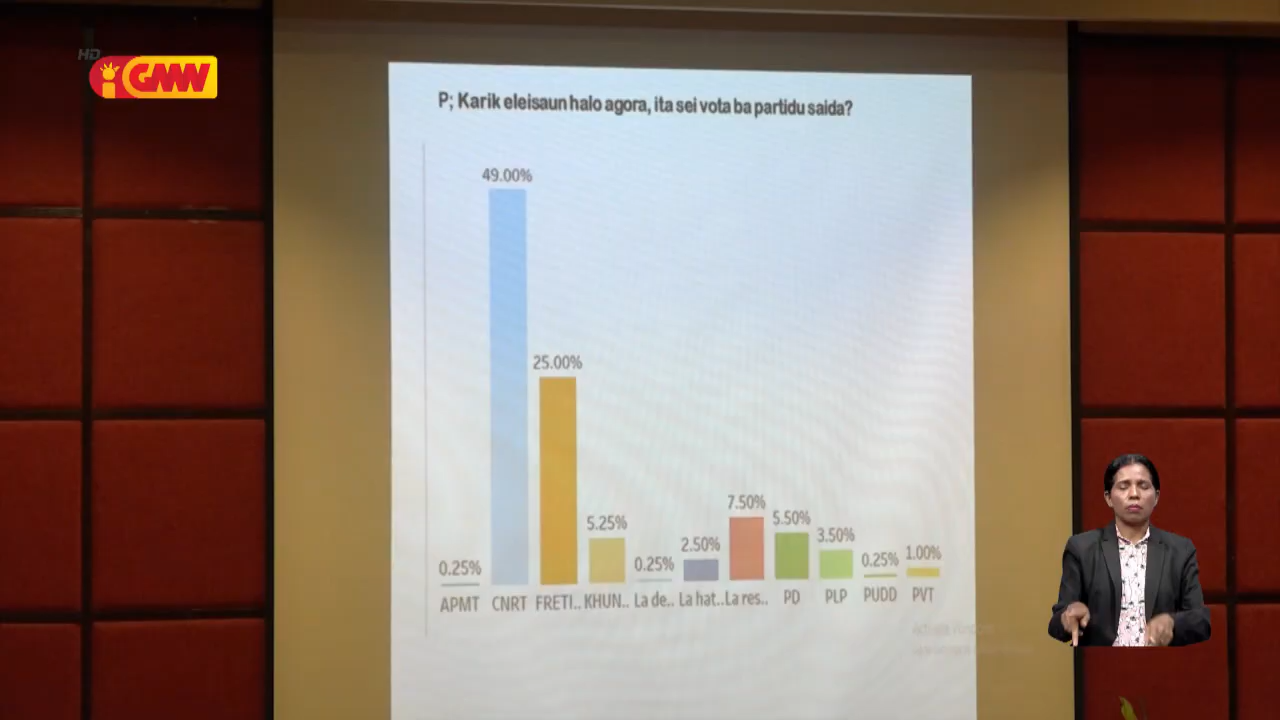 HD
GMN
P; Karik eleisaun halo agora, ita sei vota ba partidu saida?
49.00%
25.00%
7.50%
5.25%
5.50%
2.50%
3.50%
0.25%
0.25%
0.25%
1.00%
APMT CNRT FRETI.. KHUN.. La de.. La hat.. La res.. PD PLP PUDD PVT